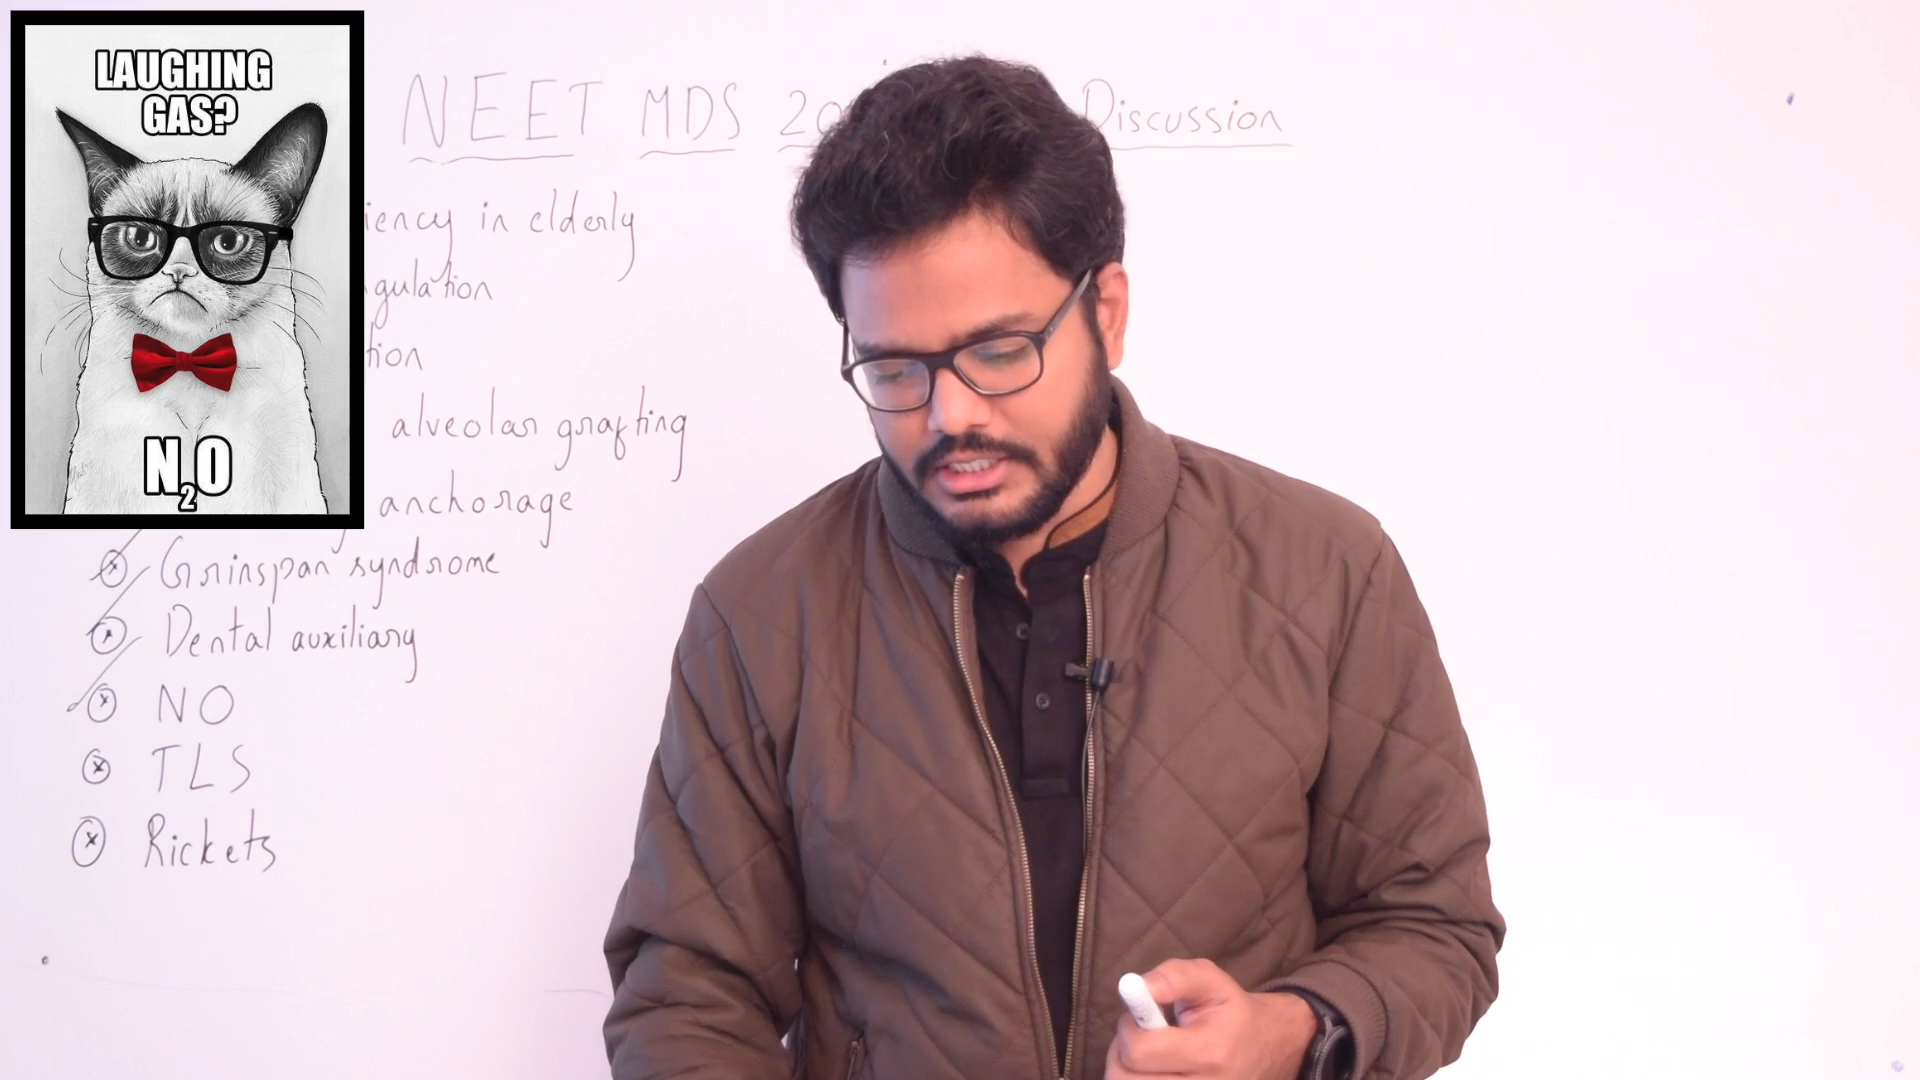 LAUGHING
GAS?
N2O
NEET MDS 20 Discussion
iency in elderly
gulation
tion
alveolar grafting
anchorage
Grinspan syndrome
Dental auxiliary
NO
TLS
Rickets